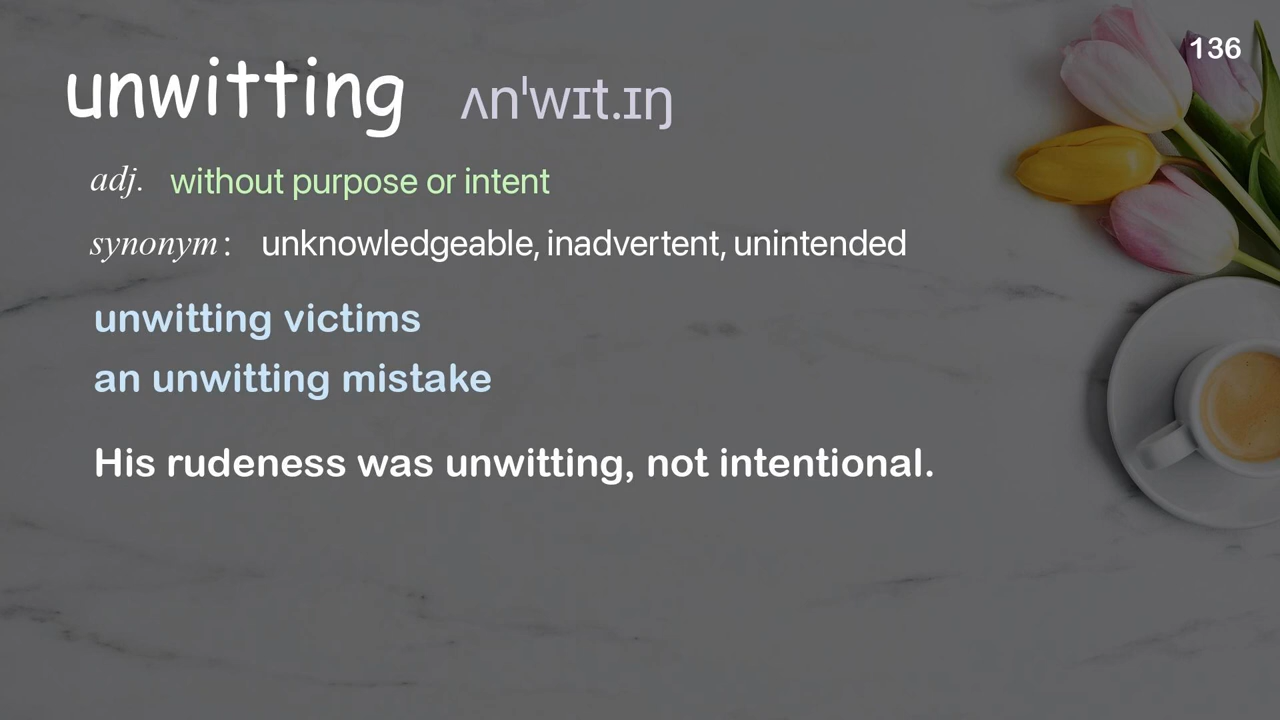 136
unwitting ʌnˈwɪt.ɪŋ
adj. without purpose or intent
synonym: unknowledgeable, inadvertent, unintended
unwitting victims
an unwitting mistake
His rudeness was unwitting, not intentional.